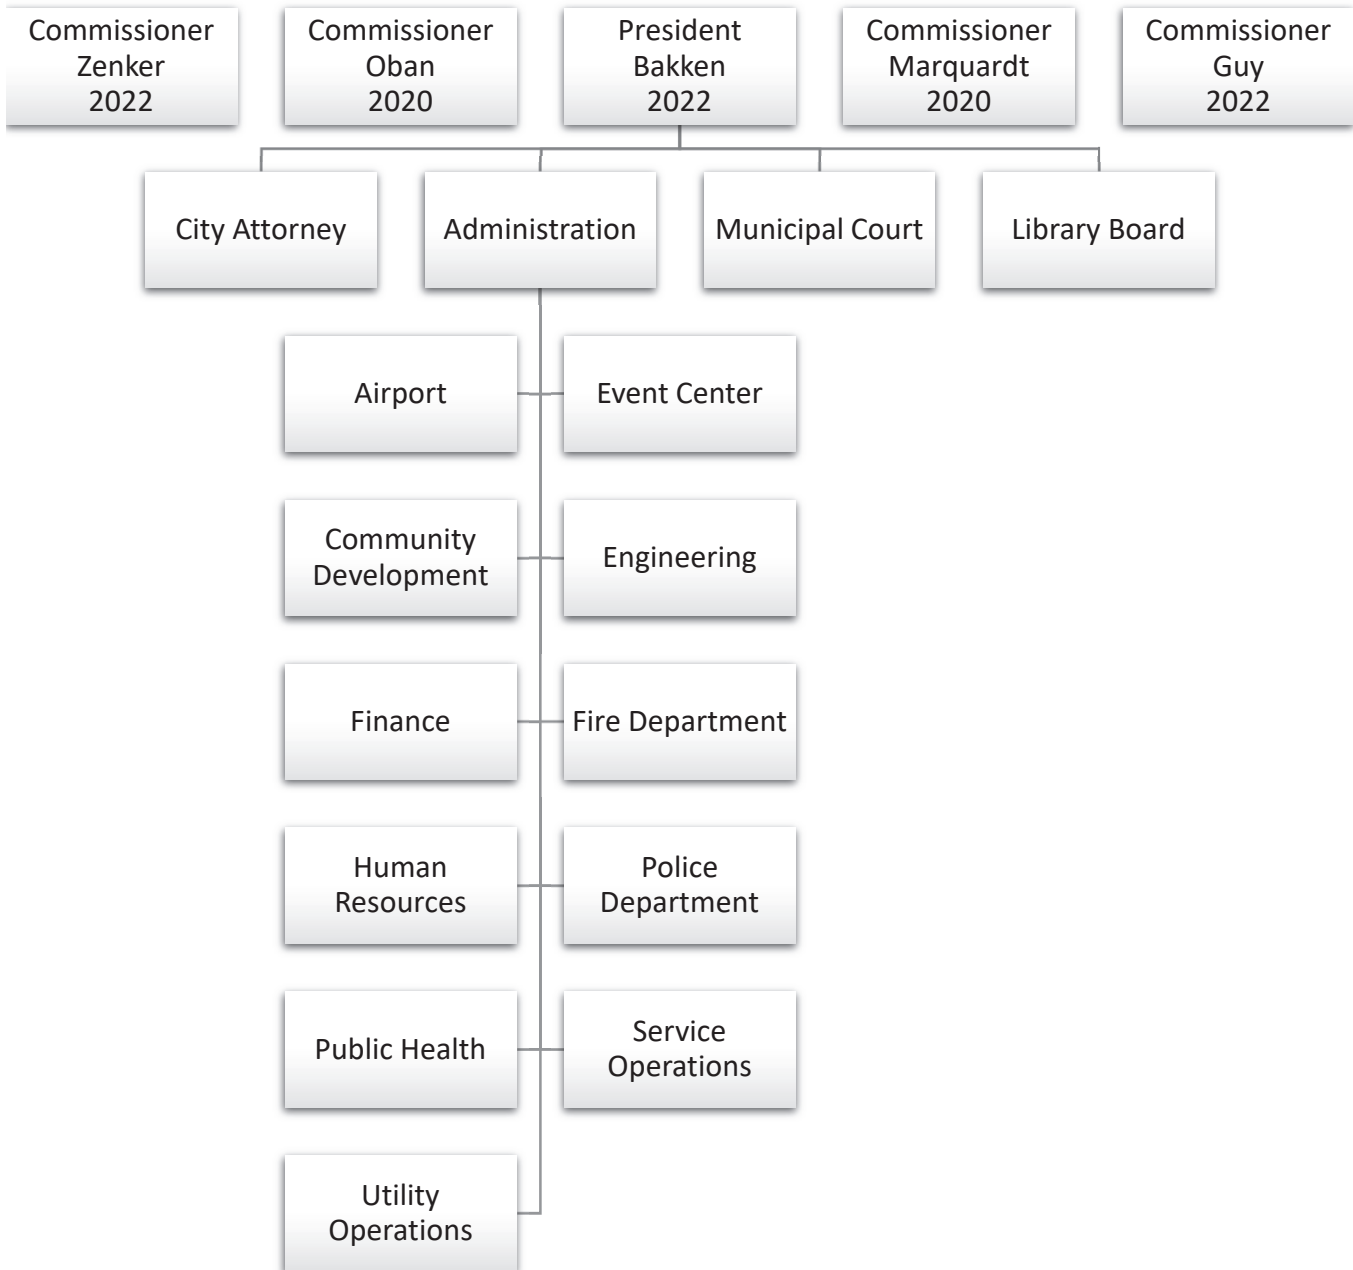 Commissioner
Zenker
2022
Commissioner
Oban
2020
President
Bakken
2022
Commissioner
Marquardt
2020
Commissioner
Guy
2022
City Attorney
Administration
Municipal Court
Library Board
Airport
Event Center
Community
Development
Engineering
Finance
Fire Department
Human
Resources
Police
Department
Public Health
Service
Operations
Utility
Operations